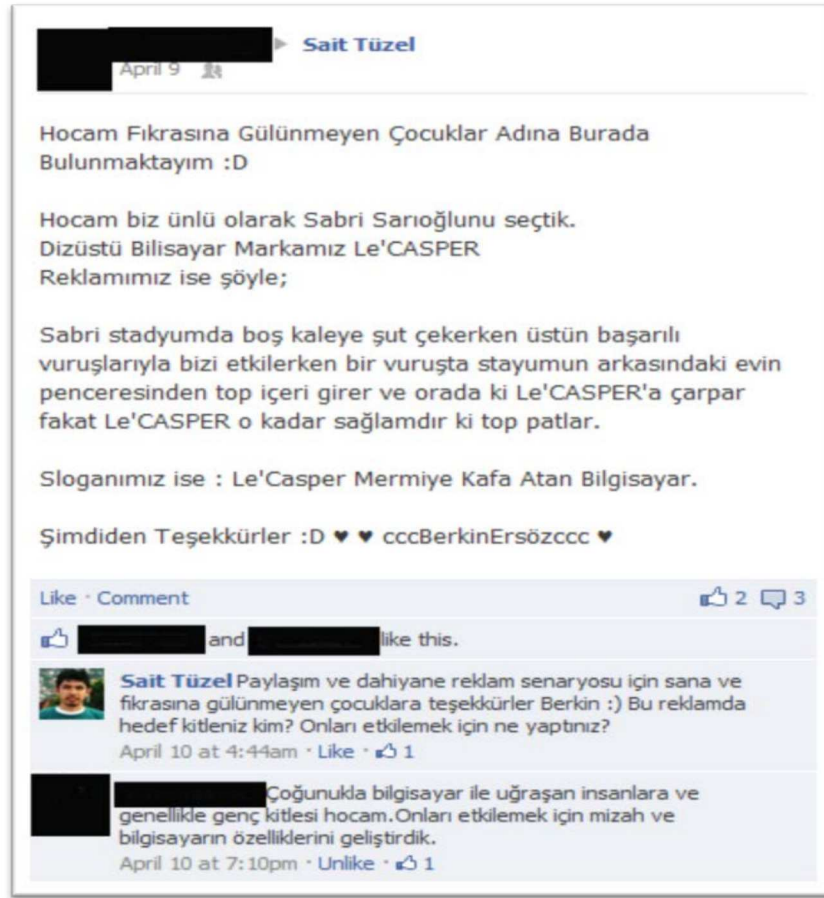 Sait Tüzel
April 9
Hocam Fıkrasına Gülünmeyen Çocuklar Adına Burada
Bulunmaktayım :D
Hocam biz ünlü olarak Sabri Sarıoğlunu seçtik.
Dizüstü Bilisayar Markamız Le'CASPER
Reklamımız ise şöyle;
Sabri stadyumda boş kaleye şut çekerken üstün başarılı
vuruşlarıyla bizi etkilerken bir vuruşta stayumun arkasındaki evin
penceresinden top içeri girer ve orada ki Le'CASPER'a çarpar
fakat Le'CASPER o kadar sağlamdır ki top patlar.
Sloganımız ise : Le'Casper Mermiye Kafa Atan Bilgisayar.
Şimdiden Teşekkürler :D ♥ ♥ cccBerkinErsözccc ♥
Like · Comment 2 3
and like this.
Sait Tüzel Paylaşım ve dahiyane reklam senaryosu için sana ve
fıkrasına gülünmeyen çocuklara teşekkürler Berkin :) Bu reklamda
hedef kitleniz kim? Onları etkilemek için ne yaptınız?
April 10 at 4:44am · Like · 1
Çoğunukla bilgisayar ile uğraşan insanlara ve
genellikle genç kitlesi hocam.Onları etkilemek için mizah ve
bilgisayarın özelliklerini geliştirdik.
April 10 at 7:10pm · Unlike · 1